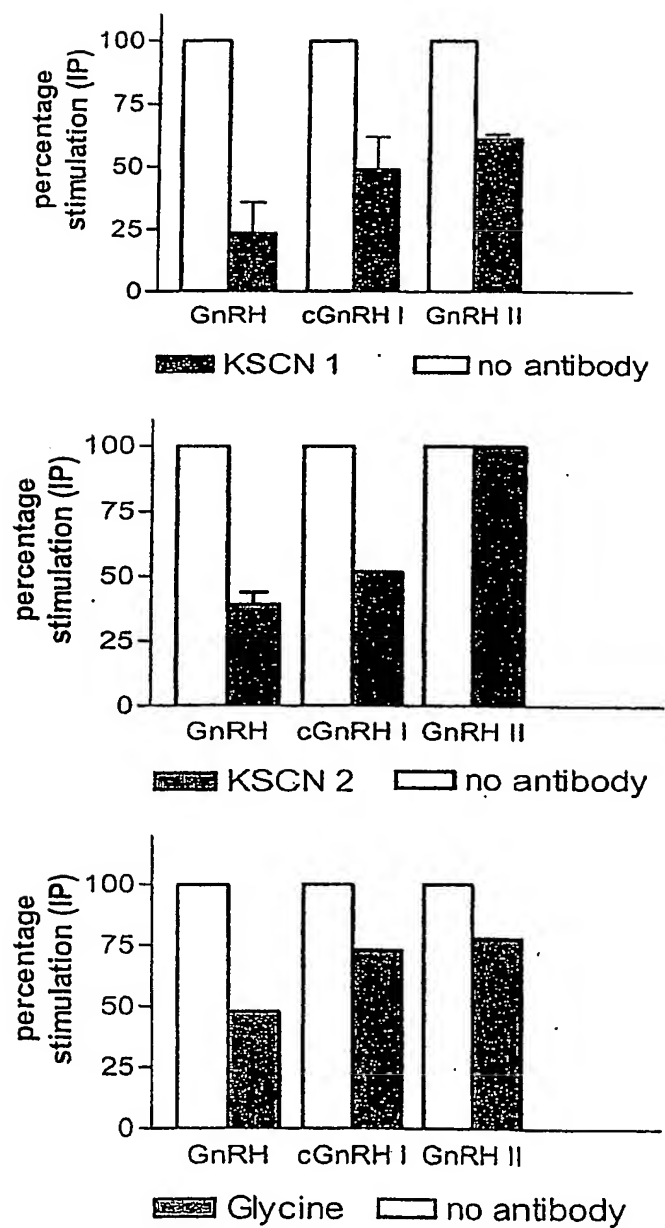 percentage
stimulation (IP)
100
75
50
25
0
GnRH cGnRH I GnRH II
KSCN 1 no antibody
percentage
stimulation (IP)
100
75
50
25
0
GnRH cGnRH I GnRH II
KSCN 2 no antibody
percentage
stimulation (IP)
100
75
50
25
0
GnRH cGnRH I GnRH II
Glycine no antibody